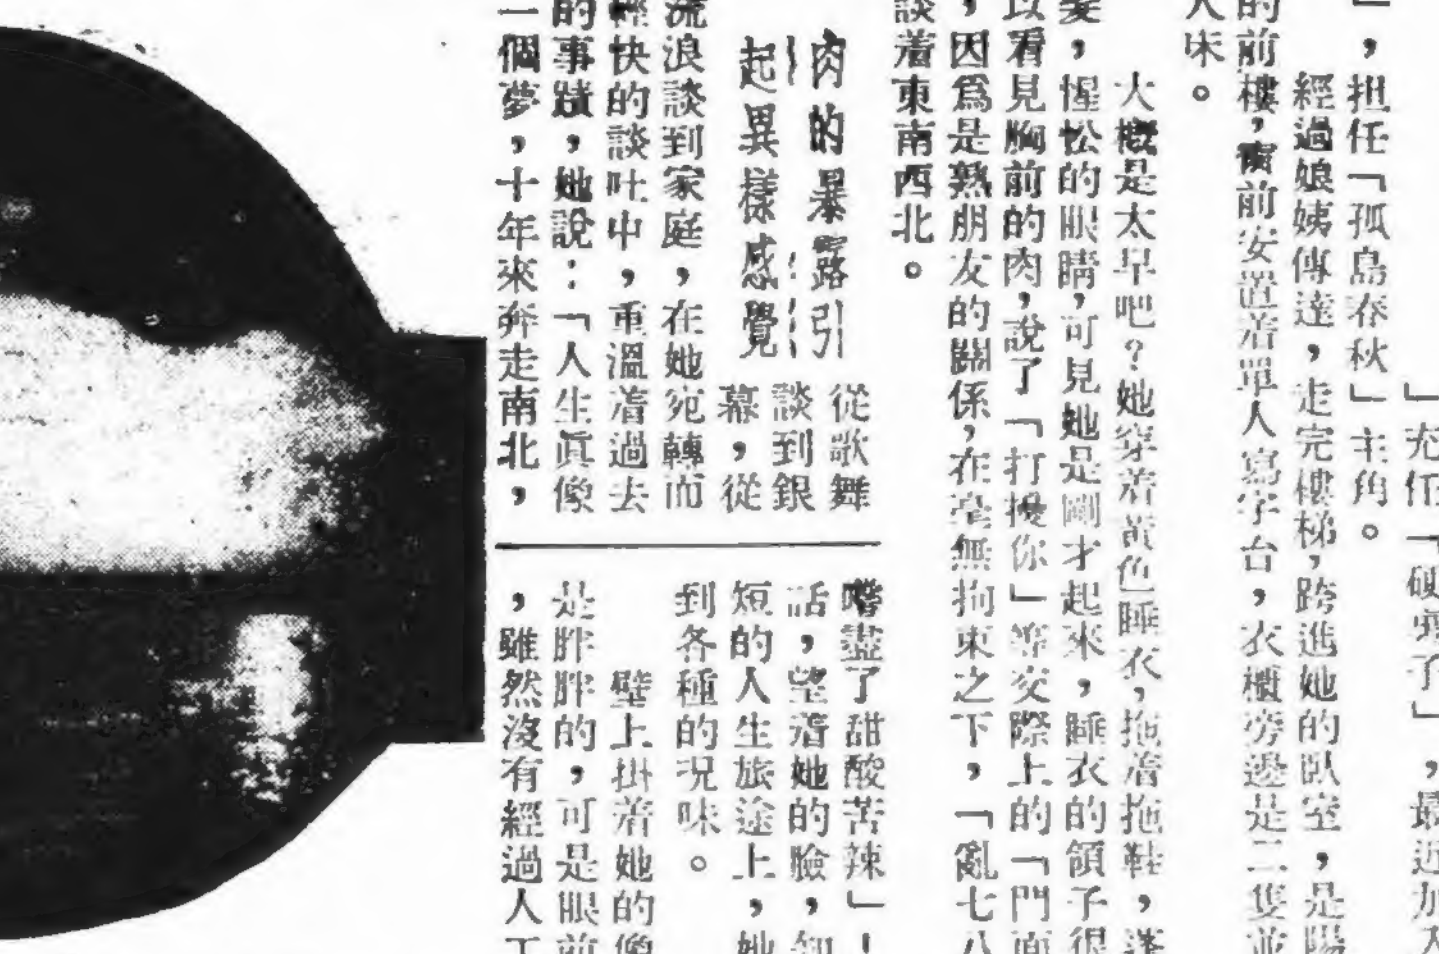 」充任「硬　子」，最近加入
」，担任「孤島春秋」主角。
經過娘姨傳達，走完樓梯，跨進她的臥室，是陽
的前樓，窗前安置着單人寫字台，衣櫃旁邊是二隻並
人床。
大概是太早吧？她穿着黃色睡衣，拖着拖鞋，蓬
髮，惺忪的眼睛，可見她是剛才起來，睡衣的領子很
以看見胸前的肉，說了「打擾你」等交際上的「門面
，因爲是熟朋友的關係，在毫無拘束之下，「亂七八
談着東南西北。
肉的暴露引
起異樣感覺
從歌舞
談到銀
幕，從
流浪談到家庭，在她宛轉而
輕快的談吐中，重溫着過去
的事蹟，她說：「人生眞像
一個夢，十年來奔走南北，
嚐盡了甜酸苦辣」！
話，望着她的臉，知
短的人生旅途上，她
到各種的況味。
壁上掛着她的像
是胖胖的，可是眼前
，雖然沒有經過人工